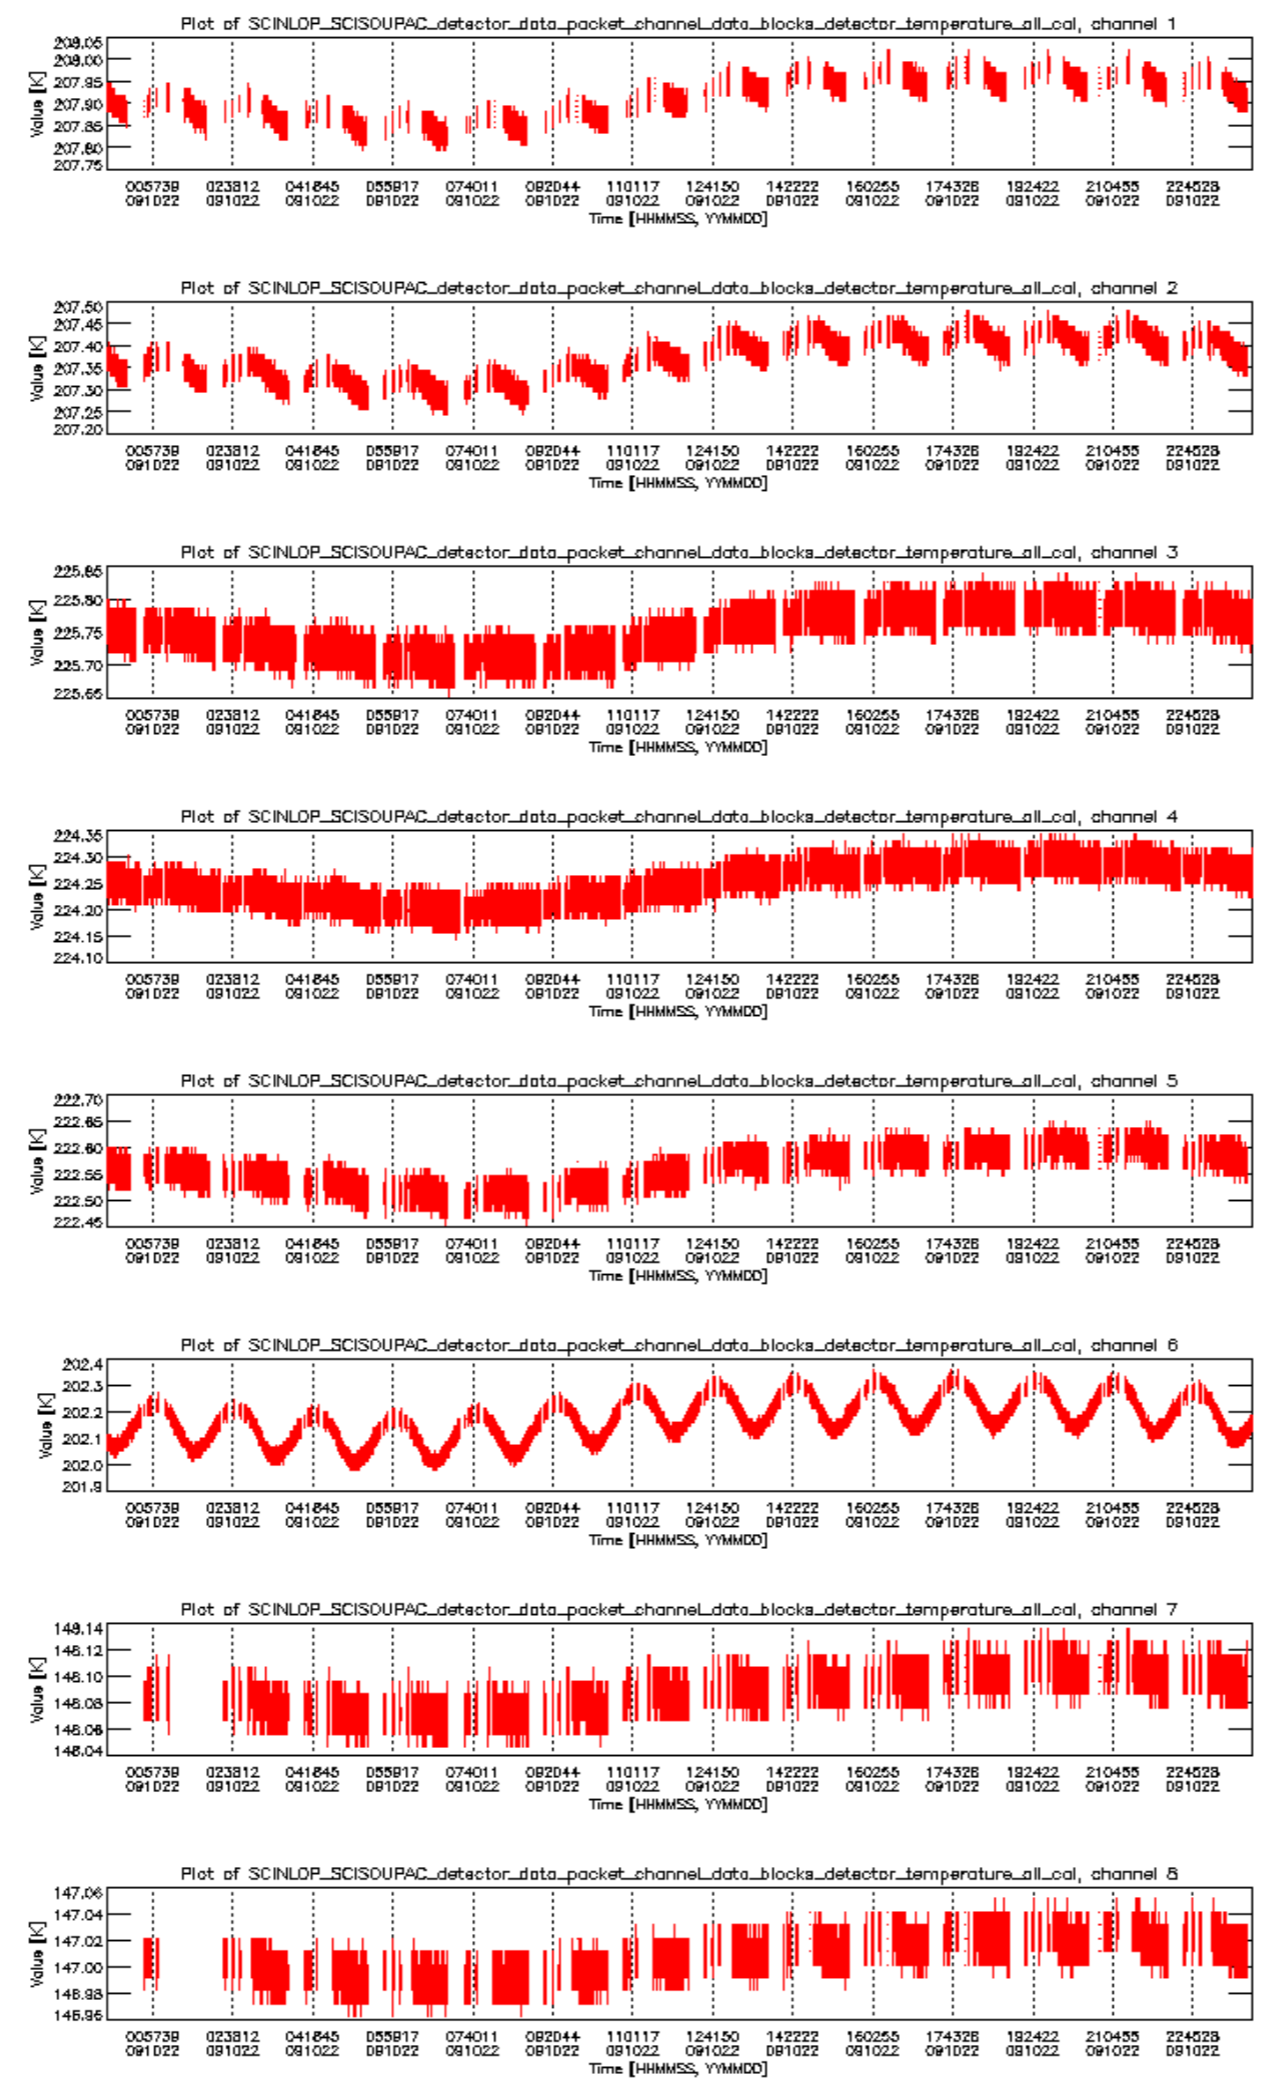 Plot of SCINLOP_SCISOUPAC_detector_data_packet_channel_data_blocks_detector_temperature_all_cal, channel 1
208.05
208.00
207.95
207.90
207.85
207.80
207.75
Value [K]
005739 023812 041845 055917 074011 092044 110117 124150 142222 160255 174328 192422 210455 224528
091022 091022 091022 091022 091022 091022 091022 091022 091022 091022 091022 091022 091022 091022
Time [HHMMSS, YYMMDD]
Plot of SCINLOP_SCISOUPAC_detector_data_packet_channel_data_blocks_detector_temperature_all_cal, channel 2
207.50
207.45
207.40
207.35
207.30
207.25
207.20
Value [K]
005739 023812 041845 055917 074011 092044 110117 124150 142222 160255 174328 192422 210455 224528
091022 091022 091022 091022 091022 091022 091022 091022 091022 091022 091022 091022 091022 091022
Time [HHMMSS, YYMMDD]
Plot of SCINLOP_SCISOUPAC_detector_data_packet_channel_data_blocks_detector_temperature_all_cal, channel 3
225.85
225.80
225.75
225.70
225.65
Value [K]
005739 023812 041845 055917 074011 092044 110117 124150 142222 160255 174328 192422 210455 224528
091022 091022 091022 091022 091022 091022 091022 091022 091022 091022 091022 091022 091022 091022
Time [HHMMSS, YYMMDD]
Plot of SCINLOP_SCISOUPAC_detector_data_packet_channel_data_blocks_detector_temperature_all_cal, channel 4
224.35
224.30
224.25
224.20
224.15
224.10
Value [K]
005739 023812 041845 055917 074011 092044 110117 124150 142222 160255 174328 192422 210455 224528
091022 091022 091022 091022 091022 091022 091022 091022 091022 091022 091022 091022 091022 091022
Time [HHMMSS, YYMMDD]
Plot of SCINLOP_SCISOUPAC_detector_data_packet_channel_data_blocks_detector_temperature_all_cal, channel 5
222.70
222.65
222.60
222.55
222.50
222.45
Value [K]
005739 023812 041845 055917 074011 092044 110117 124150 142222 160255 174328 192422 210455 224528
091022 091022 091022 091022 091022 091022 091022 091022 091022 091022 091022 091022 091022 091022
Time [HHMMSS, YYMMDD]
Plot of SCINLOP_SCISOUPAC_detector_data_packet_channel_data_blocks_detector_temperature_all_cal, channel 6
202.4
202.3
202.2
202.1
202.0
201.9
Value [K]
005739 023812 041845 055917 074011 092044 110117 124150 142222 160255 174328 192422 210455 224528
091022 091022 091022 091022 091022 091022 091022 091022 091022 091022 091022 091022 091022 091022
Time [HHMMSS, YYMMDD]
Plot of SCINLOP_SCISOUPAC_detector_data_packet_channel_data_blocks_detector_temperature_all_cal, channel 7
148.14
148.12
148.10
148.08
148.06
148.04
Value [K]
005739 023812 041845 055917 074011 092044 110117 124150 142222 160255 174328 192422 210455 224528
091022 091022 091022 091022 091022 091022 091022 091022 091022 091022 091022 091022 091022 091022
Time [HHMMSS, YYMMDD]
Plot of SCINLOP_SCISOUPAC_detector_data_packet_channel_data_blocks_detector_temperature_all_cal, channel 8
147.06
147.04
147.02
147.00
146.98
146.96
Value [K]
005739 023812 041845 055917 074011 092044 110117 124150 142222 160255 174328 192422 210455 224528
091022 091022 091022 091022 091022 091022 091022 091022 091022 091022 091022 091022 091022 091022
Time [HHMMSS, YYMMDD]